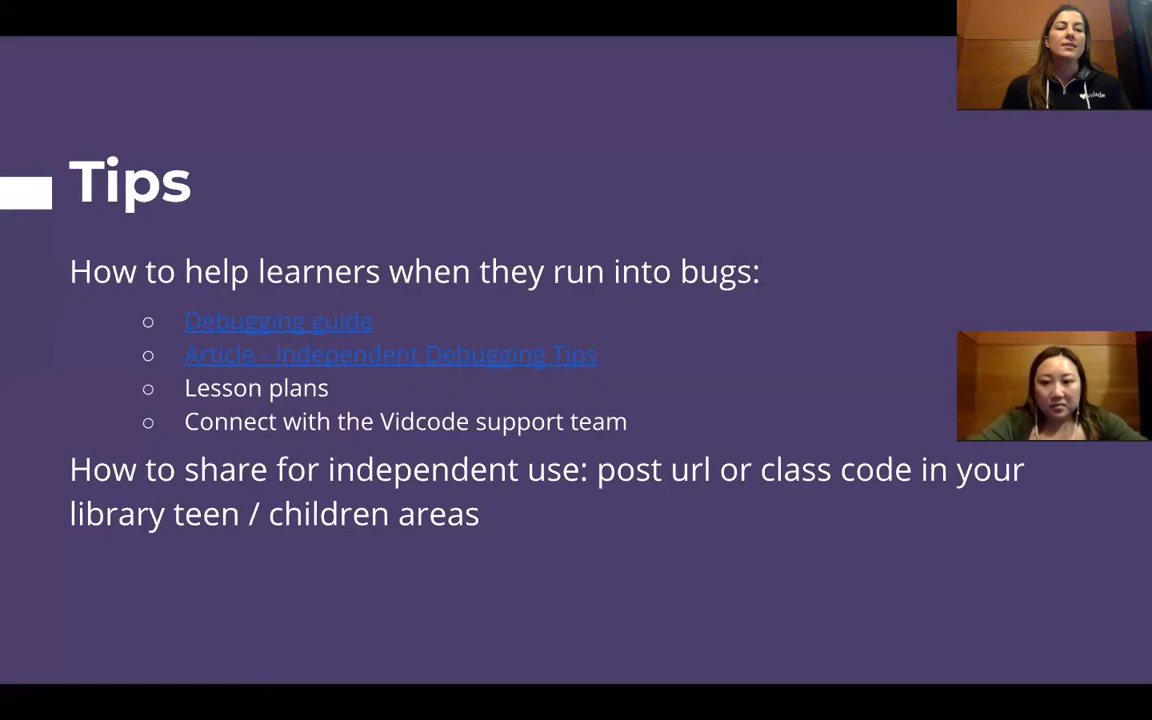 Tips
How to help learners when they run into bugs:
○ Debugging guide
○ Article - Independent Debugging Tips
○ Lesson plans
○ Connect with the Vidcode support team
How to share for independent use: post url or class code in your
library teen / children areas